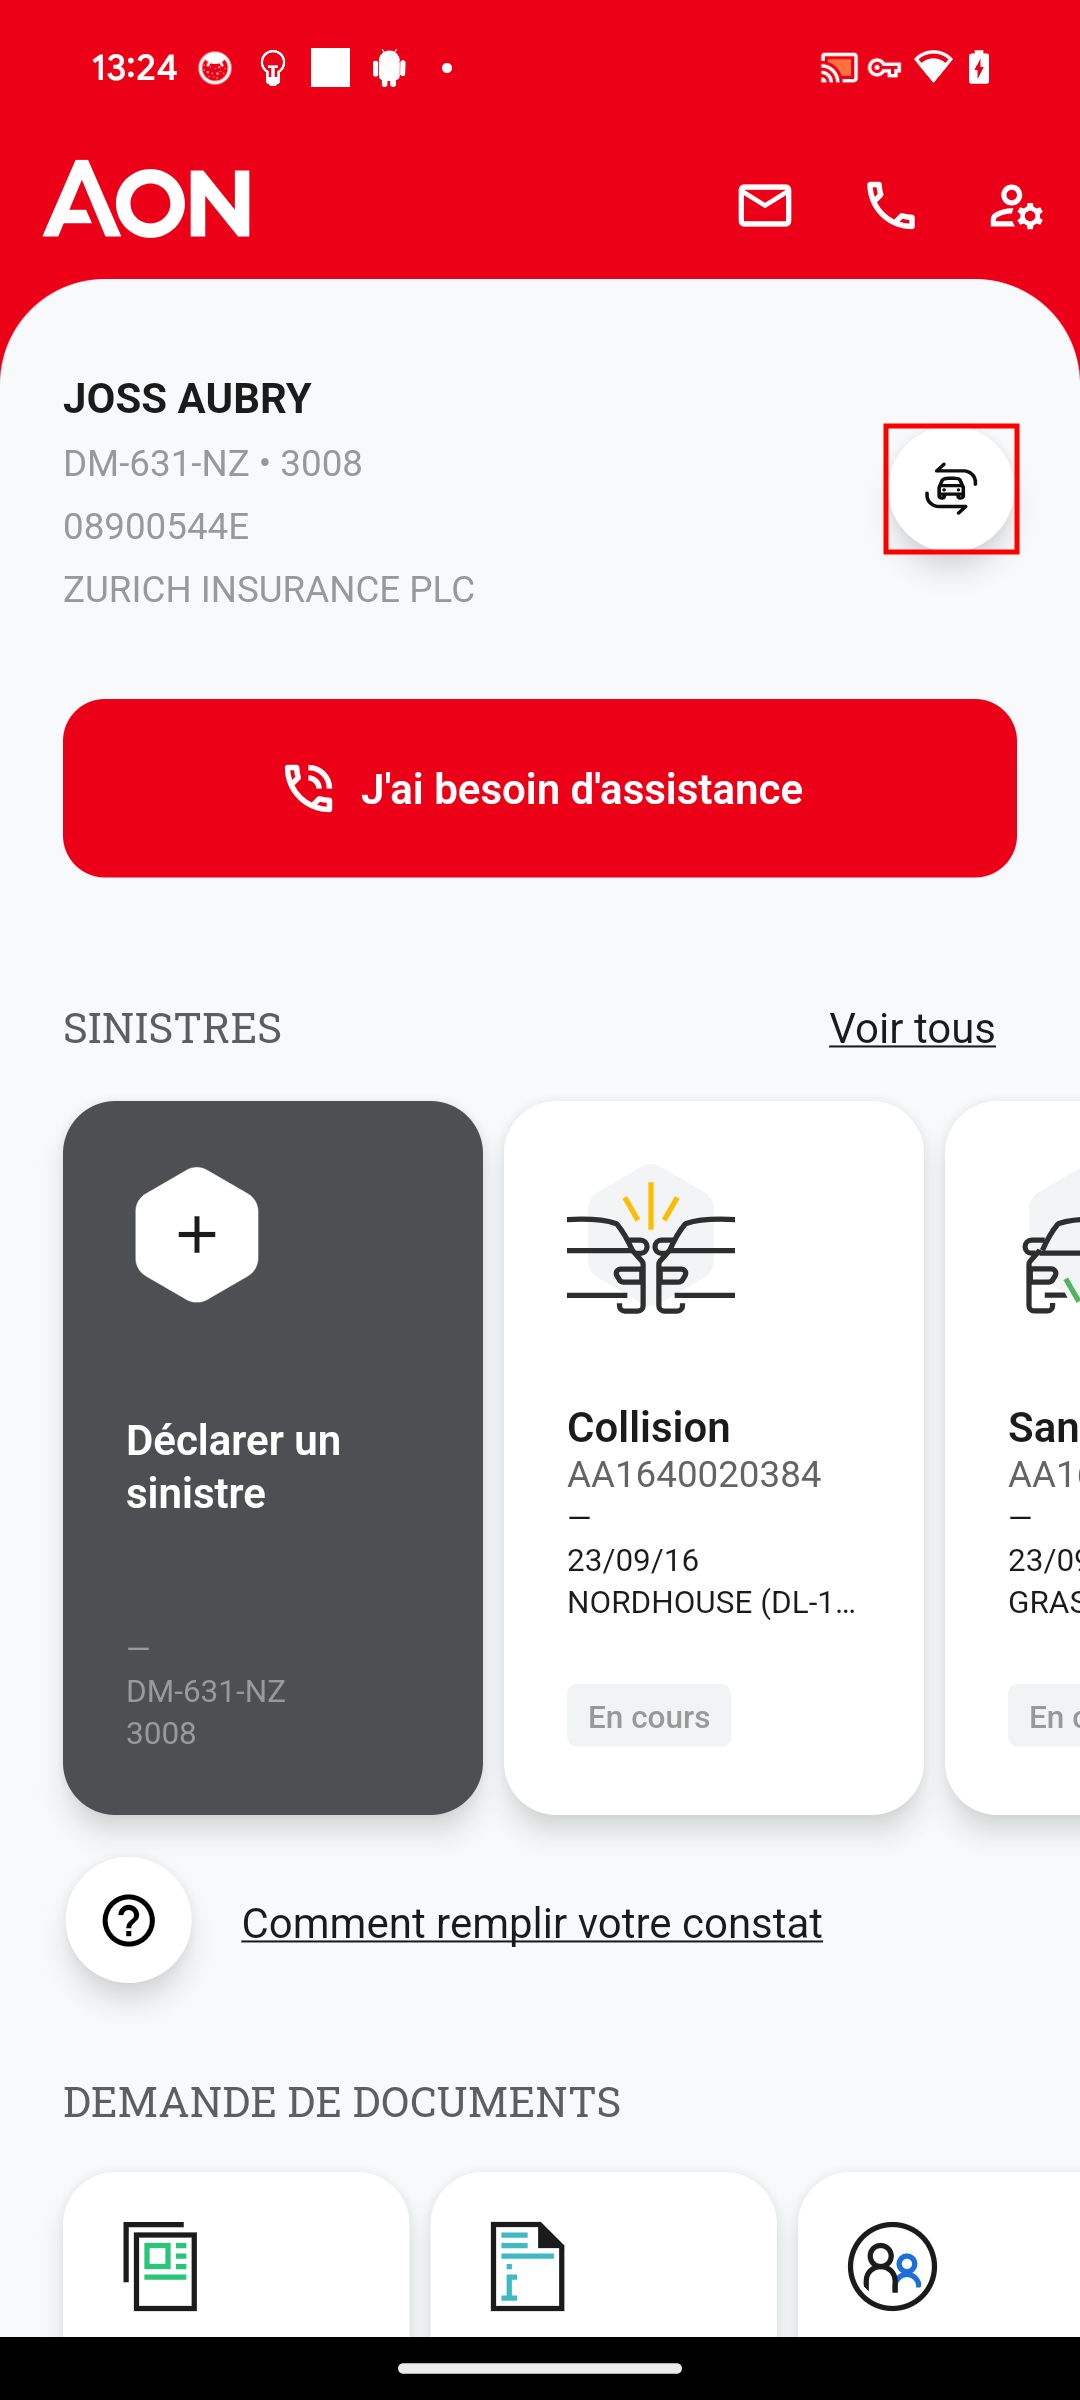 13:24
AON
JOSS AUBRY
DM-631-NZ • 3008
08900544E
ZURICH INSURANCE PLC
J'ai besoin d'assistance
SINISTRES
Voir tous
Déclarer un
sinistre
—
DM-631-NZ
3008
Collision
AA1640020384
—
23/09/16
NORDHOUSE (DL-1...
En cours
San
AA16
—
23/09
GRAS
En c
Comment remplir votre constat
DEMANDE DE DOCUMENTS